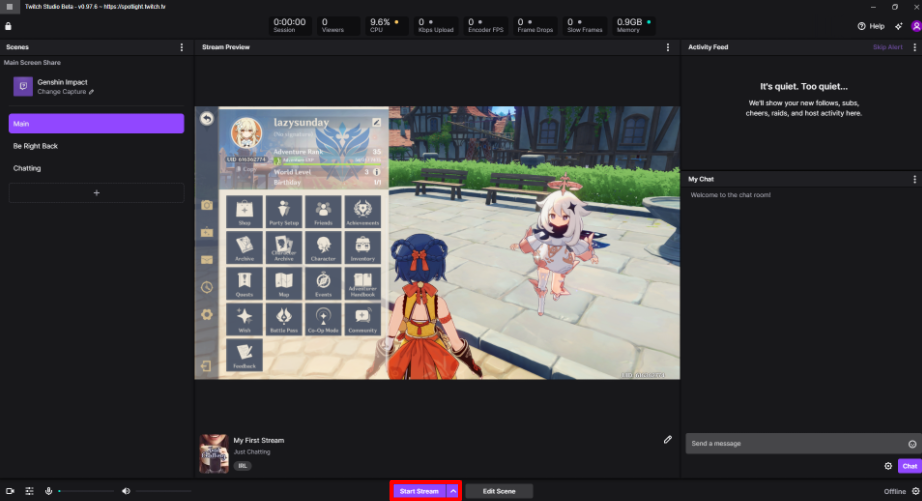 Twitch Studio Beta - v0.97.6 - https://spotlight.twitch.tv
0:00:00
Session
0
Viewers
9.6%
CPU
0
Kbps Upload
0
Encoder FPS
0
Frame Drops
0
Slow Frames
0.9GB
Memory
Help
Scenes
Main Screen Share
Genshin Impact
Change Capture
Main
Be Right Back
Chatting
+
Stream Preview
lazysunday
Adventure Rank
35
World Level
3
Birthday
1/1
Shop
Party Setup
Friends
Achievements
Archive
Character
Archive
Character
Inventory
Quests
Map
Events
Adventurer
Handbook
Wish
Battle Pass
Co-Op Mode
Community
Feedback
My First Stream
Just Chatting
IRL
Start Stream
Edit Scene
Activity Feed
Skip Alert
It's quiet. Too quiet...
We'll show your new follows, subs,
cheers, raids, and host activity here.
My Chat
Welcome to the chat room!
Send a message
Chat
Offline